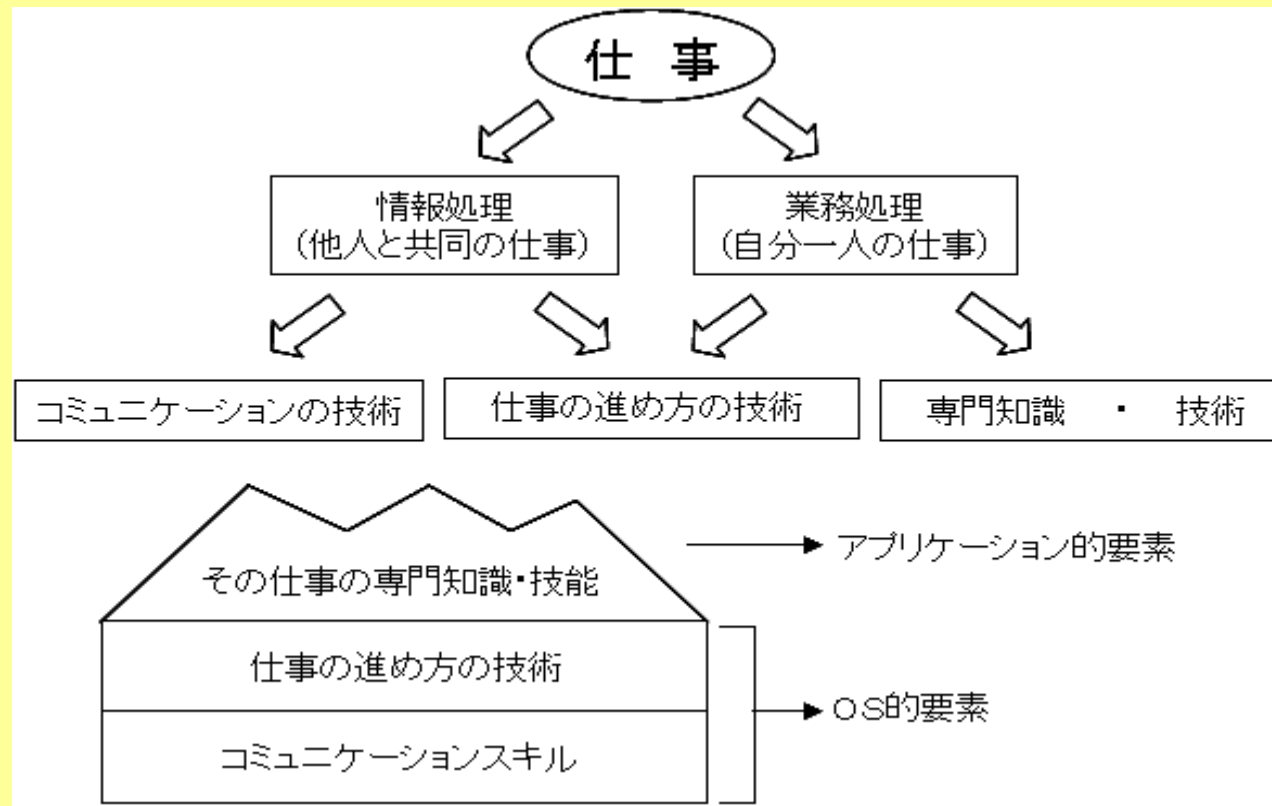 仕 事
情報処理
(他人と共同の仕事)
業務処理
(自分一人の仕事)
コミュニケーションの技術
仕事の進め方の技術
専門知識 ・ 技術
その仕事の専門知識・技能
アプリケーション的要素
仕事の進め方の技術
OS的要素
コミュニケーションスキル